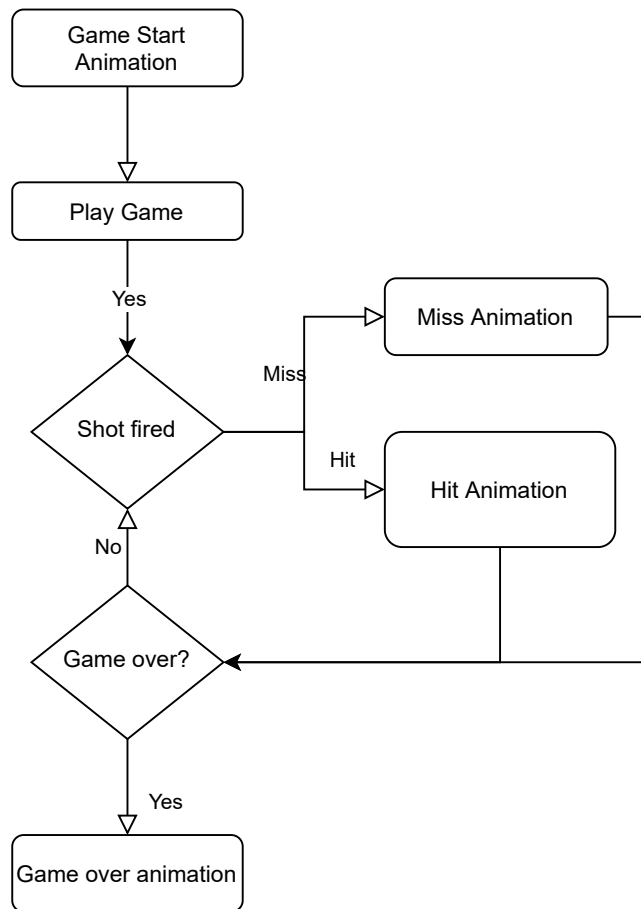 Game Start
Animation
Play Game
Yes
Miss Animation
Miss
Shot fired
Hit
Hit Animation
No
Game over?
Yes
Game over animation